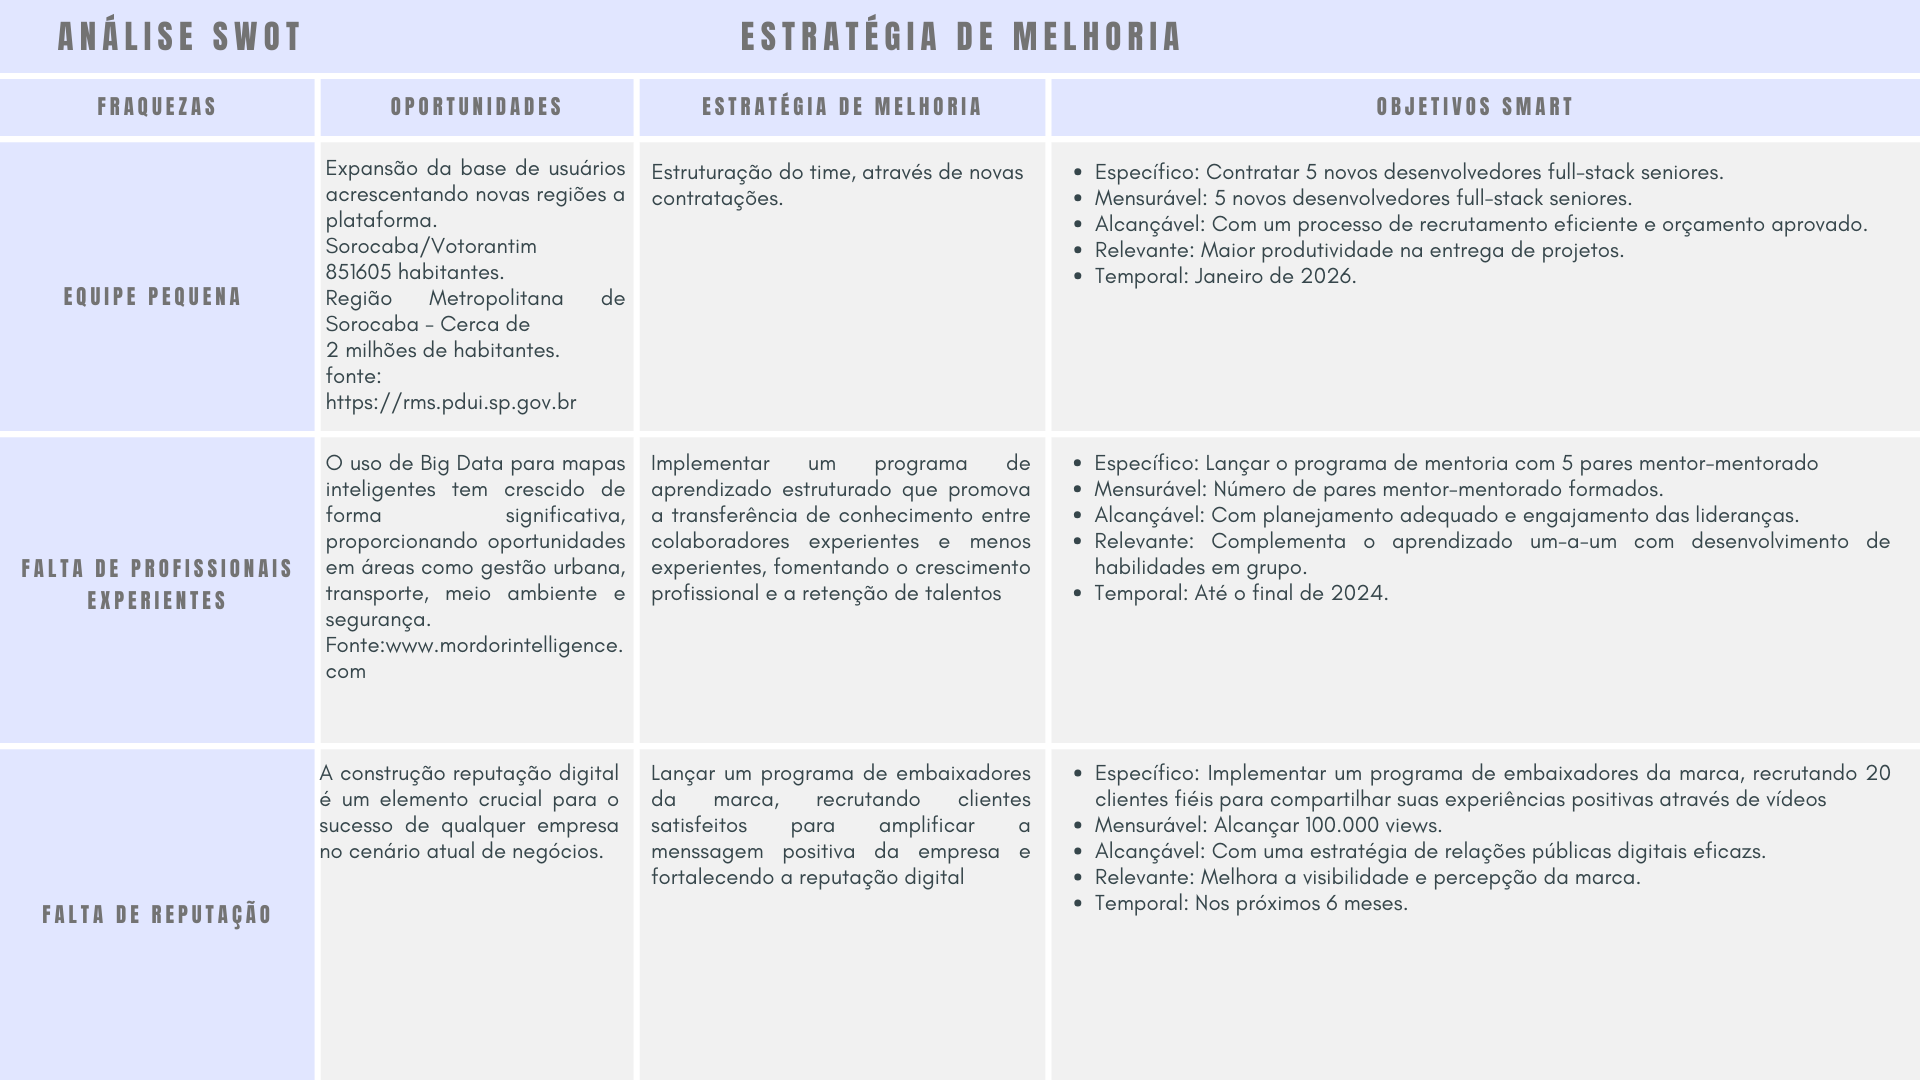 ANÁLISE SWOT
ESTRATÉGIA DE MELHORIA
FRAQUEZAS
OPORTUNIDADES
ESTRATÉGIA DE MELHORIA
OBJETIVOS SMART
EQUIPE PEQUENA
Expansão da base de usuários
acrescentando novas regiões a
plataforma.
Sorocaba/Votorantim
851605 habitantes.
Região Metropolitana de
Sorocaba - Cerca de
2 milhões de habitantes.
fonte:
https://rms.pdui.sp.gov.br
Estruturação do time, através de novas
contratações.
• Específico: Contratar 5 novos desenvolvedores full-stack seniores.
• Mensurável: 5 novos desenvolvedores full-stack seniores.
• Alcançável: Com um processo de recrutamento eficiente e orçamento aprovado.
• Relevante: Maior produtividade na entrega de projetos.
• Temporal: Janeiro de 2026.
FALTA DE PROFISSIONAIS
EXPERIENTES
O uso de Big Data para mapas
inteligentes tem crescido de
forma significativa,
proporcionando oportunidades
em áreas como gestão urbana,
transporte, meio ambiente e
segurança.
Fonte:www.mordorintelligence.
com
Implementar um programa de
aprendizado estruturado que promova
a transferência de conhecimento entre
colaboradores experientes e menos
experientes, fomentando o crescimento
profissional e a retenção de talentos
• Específico: Lançar o programa de mentoria com 5 pares mentor-mentorado
• Mensurável: Número de pares mentor-mentorado formados.
• Alcançável: Com planejamento adequado e engajamento das lideranças.
• Relevante: Complementa o aprendizado um-a-um com desenvolvimento de
habilidades em grupo.
• Temporal: Até o final de 2024.
FALTA DE REPUTAÇÃO
A construção reputação digital
é um elemento crucial para o
sucesso de qualquer empresa
no cenário atual de negócios.
Lançar um programa de embaixadores
da marca, recrutando clientes
satisfeitos para amplificar a
menssagem positiva da empresa e
fortalecendo a reputação digital
• Específico: Implementar um programa de embaixadores da marca, recrutando 20
clientes fiéis para compartilhar suas experiências positivas através de vídeos
• Mensurável: Alcançar 100.000 views.
• Alcançável: Com uma estratégia de relações públicas digitais eficazs.
• Relevante: Melhora a visibilidade e percepção da marca.
• Temporal: Nos próximos 6 meses.